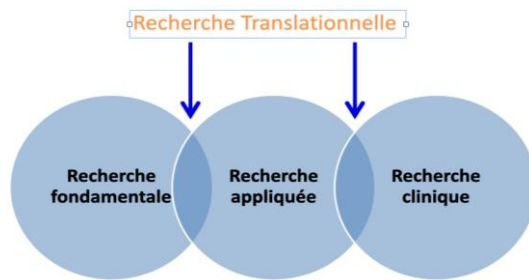 Recherche Translationnelle
Recherche
fondamentale
Recherche
appliquée
Recherche
clinique